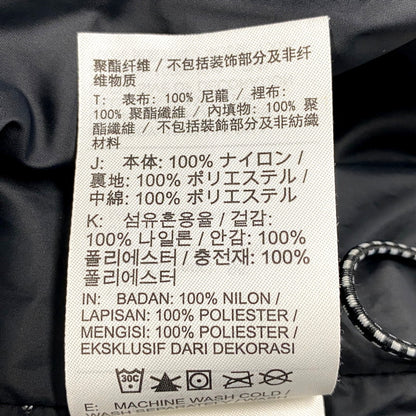 聚酯纤维 / 不包括装饰部分及非纤
维物质
T: 表布: 100% 尼龍 / 裡布:
100% 聚酯纖維 / 內填物: 100% 聚
酯纖維 / 不包括裝飾部分及非紡織
材料
J: 本体: 100% ナイロン /
裏地: 100% ポリエステル /
中綿: 100% ポリエステル
K: 섬유혼용율 / 겉감:
100% 나일론 / 안감: 100%
폴리에스터 / 충전재: 100%
폴리에스터
IN: BADAN: 100% NILON /
LAPISAN: 100% POLIESTER /
MENGISI: 100% POLIESTER /
EKSKLUSIF DARI DEKORASI
30C
E: MACHINE WASH COLD /
WASH SEPARATELY